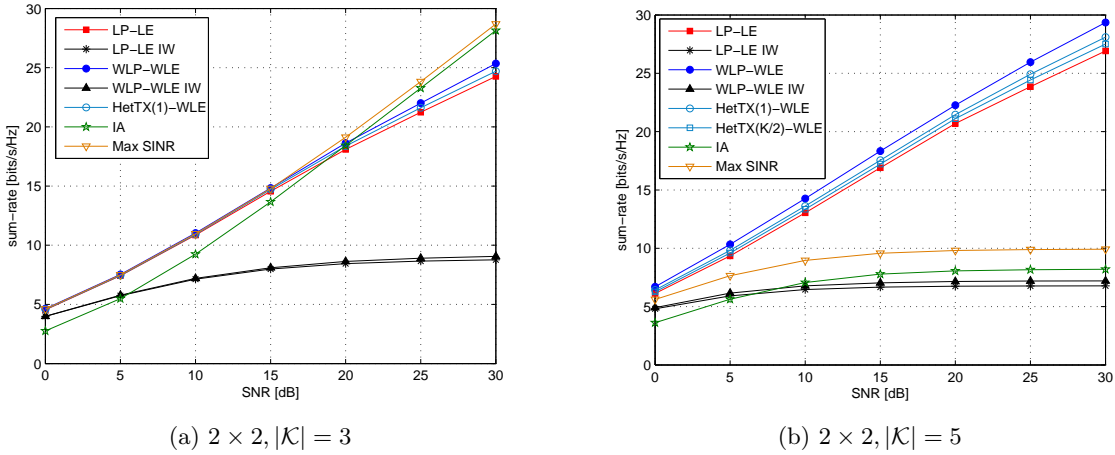 30
25
20
15
10
5
0
sum-rate [bits/s/Hz]
LP-LE
LP-LE IW
WLP-WLE
WLP-WLE IW
HetTX(1)-WLE
IA
Max SINR
0 5 10 15 20 25 30
SNR [dB]
(a) 2 × 2, |𝒦| = 3
30
25
20
15
10
5
0
sum-rate [bits/s/Hz]
LP-LE
LP-LE IW
WLP-WLE
WLP-WLE IW
HetTX(1)-WLE
HetTX(K/2)-WLE
IA
Max SINR
0 5 10 15 20 25 30
SNR [dB]
(b) 2 × 2, |𝒦| = 5